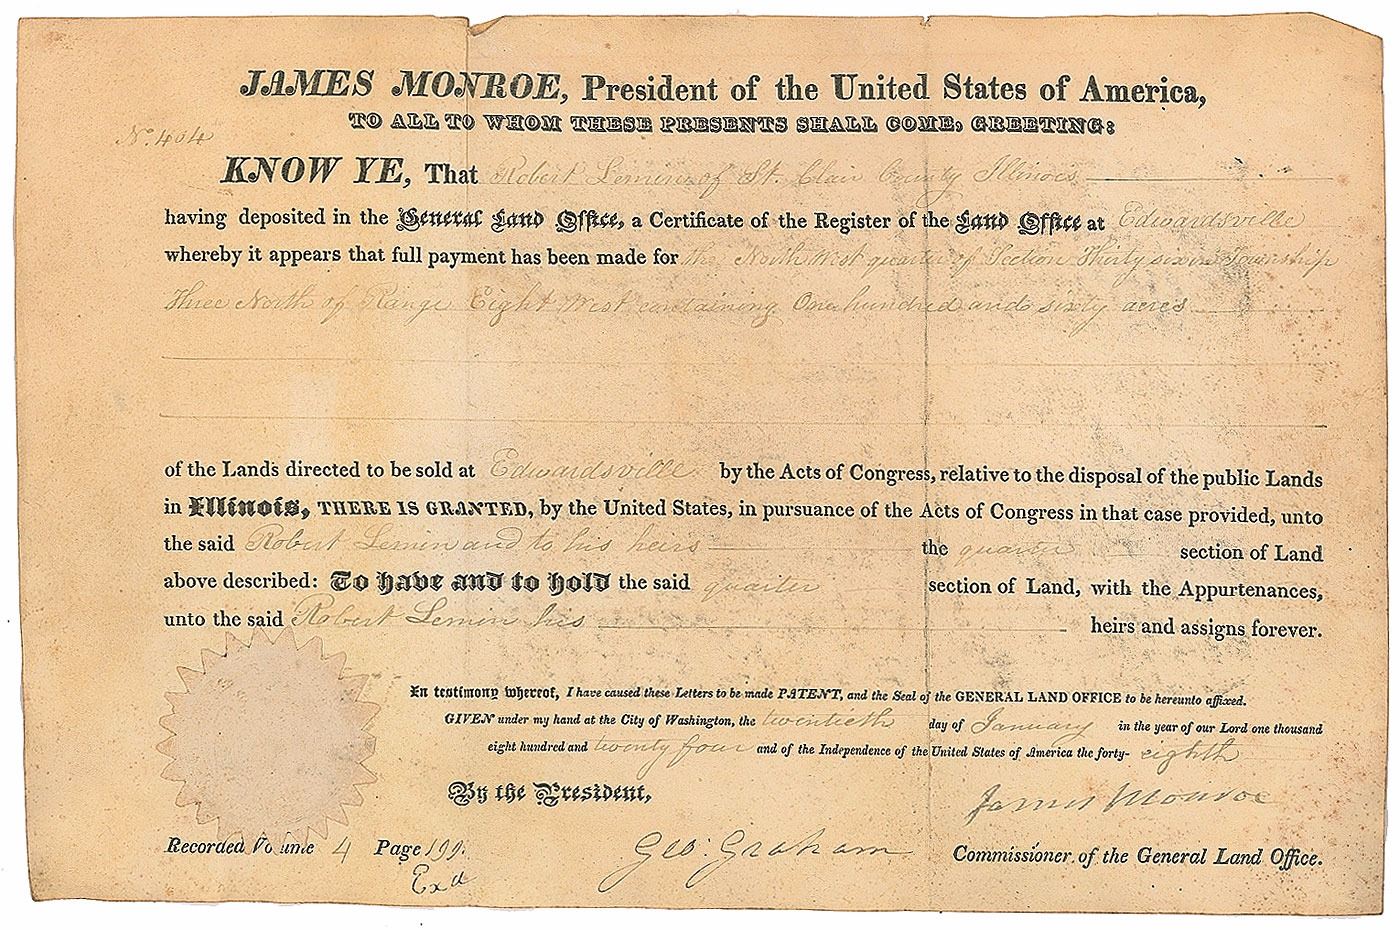 JAMES MONROE, President of the United States of America,
TO ALL TO WHOM THESE PRESENTS SHALL COME, GREETING:
No. 404
KNOW YE, That Robert Lemin of St. Clair County Illinois
having deposited in the General Land Office, a Certificate of the Register of the Land Office at Edwardsville
whereby it appears that full payment has been made for the North West quarter of Section Thirty six in Township
Three North of Range Eight West containing One hundred and sixty acres
of the Lands directed to be sold at Edwardsville by the Acts of Congress, relative to the disposal of the public Lands
in Illinois, THERE IS GRANTED, by the United States, in pursuance of the Acts of Congress in that case provided, unto
the said Robert Lemin and to his heirs the quarter section of Land
above described: To have and to hold the said quarter section of Land, with the Appurtenances,
unto the said Robert Lemin his heirs and assigns forever.
In testimony whereof, I have caused these Letters to be made PATENT, and the Seal of the GENERAL LAND OFFICE to be hereunto affixed.
GIVEN under my hand at the City of Washington, the twentieth day of January in the year of our Lord one thousand
eight hundred and twenty four and of the Independence of the United States of America the forty-eighth
By the President, James Monroe
Recorded Volume 4 Page 199. Geo: Graham Commissioner of the General Land Office.
Exd